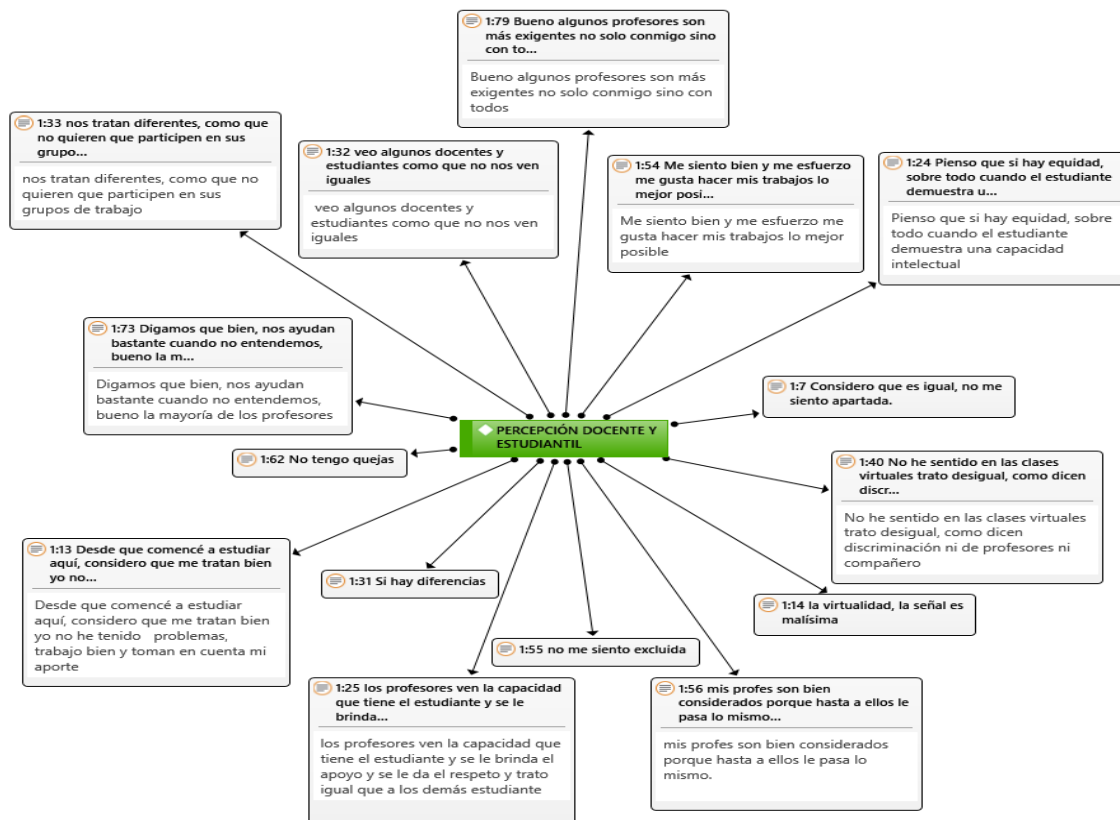 1:79 Bueno algunos profesores son
más exigentes no solo conmigo sino
con to...
Bueno algunos profesores son más
exigentes no solo conmigo sino con
todos
1:33 nos tratan diferentes, como que
no quieren que participen en sus
grupo...
nos tratan diferentes, como que no
quieren que participen en sus
grupos de trabajo
1:32 veo algunos docentes y
estudiantes como que no nos ven
iguales
veo algunos docentes y
estudiantes como que no nos ven
iguales
1:54 Me siento bien y me esfuerzo
me gusta hacer mis trabajos lo
mejor posi...
Me siento bien y me esfuerzo me
gusta hacer mis trabajos lo mejor
posible
1:24 Pienso que si hay equidad,
sobre todo cuando el estudiante
demuestra u...
Pienso que si hay equidad, sobre
todo cuando el estudiante
demuestra una capacidad
intelectual
1:73 Digamos que bien, nos ayudan
bastante cuando no entendemos,
bueno la m...
Digamos que bien, nos ayudan
bastante cuando no entendemos,
bueno la mayoría de los profesores
1:7 Considero que es igual, no me
siento apartada.
PERCEPCIÓN DOCENTE Y
ESTUDIANTIL
1:62 No tengo quejas
1:40 No he sentido en las clases
virtuales trato desigual, como dicen
discr...
No he sentido en las clases virtuales
trato desigual, como dicen
discriminación ni de profesores ni
compañero
1:13 Desde que comencé a estudiar
aquí, considero que me tratan bien
yo no...
Desde que comencé a estudiar
aquí, considero que me tratan bien
yo no he tenido problemas,
trabajo bien y toman en cuenta mi
aporte
1:31 Si hay diferencias
1:14 la virtualidad, la señal es
malísima
1:55 no me siento excluida
1:25 los profesores ven la capacidad
que tiene el estudiante y se le
brinda...
los profesores ven la capacidad que
tiene el estudiante y se le brinda el
apoyo y se le da el respeto y trato
igual que a los demás estudiante
1:56 mis profes son bien
considerados porque hasta a ellos le
pasa lo mismo...
mis profes son bien considerados
porque hasta a ellos le pasa lo
mismo.